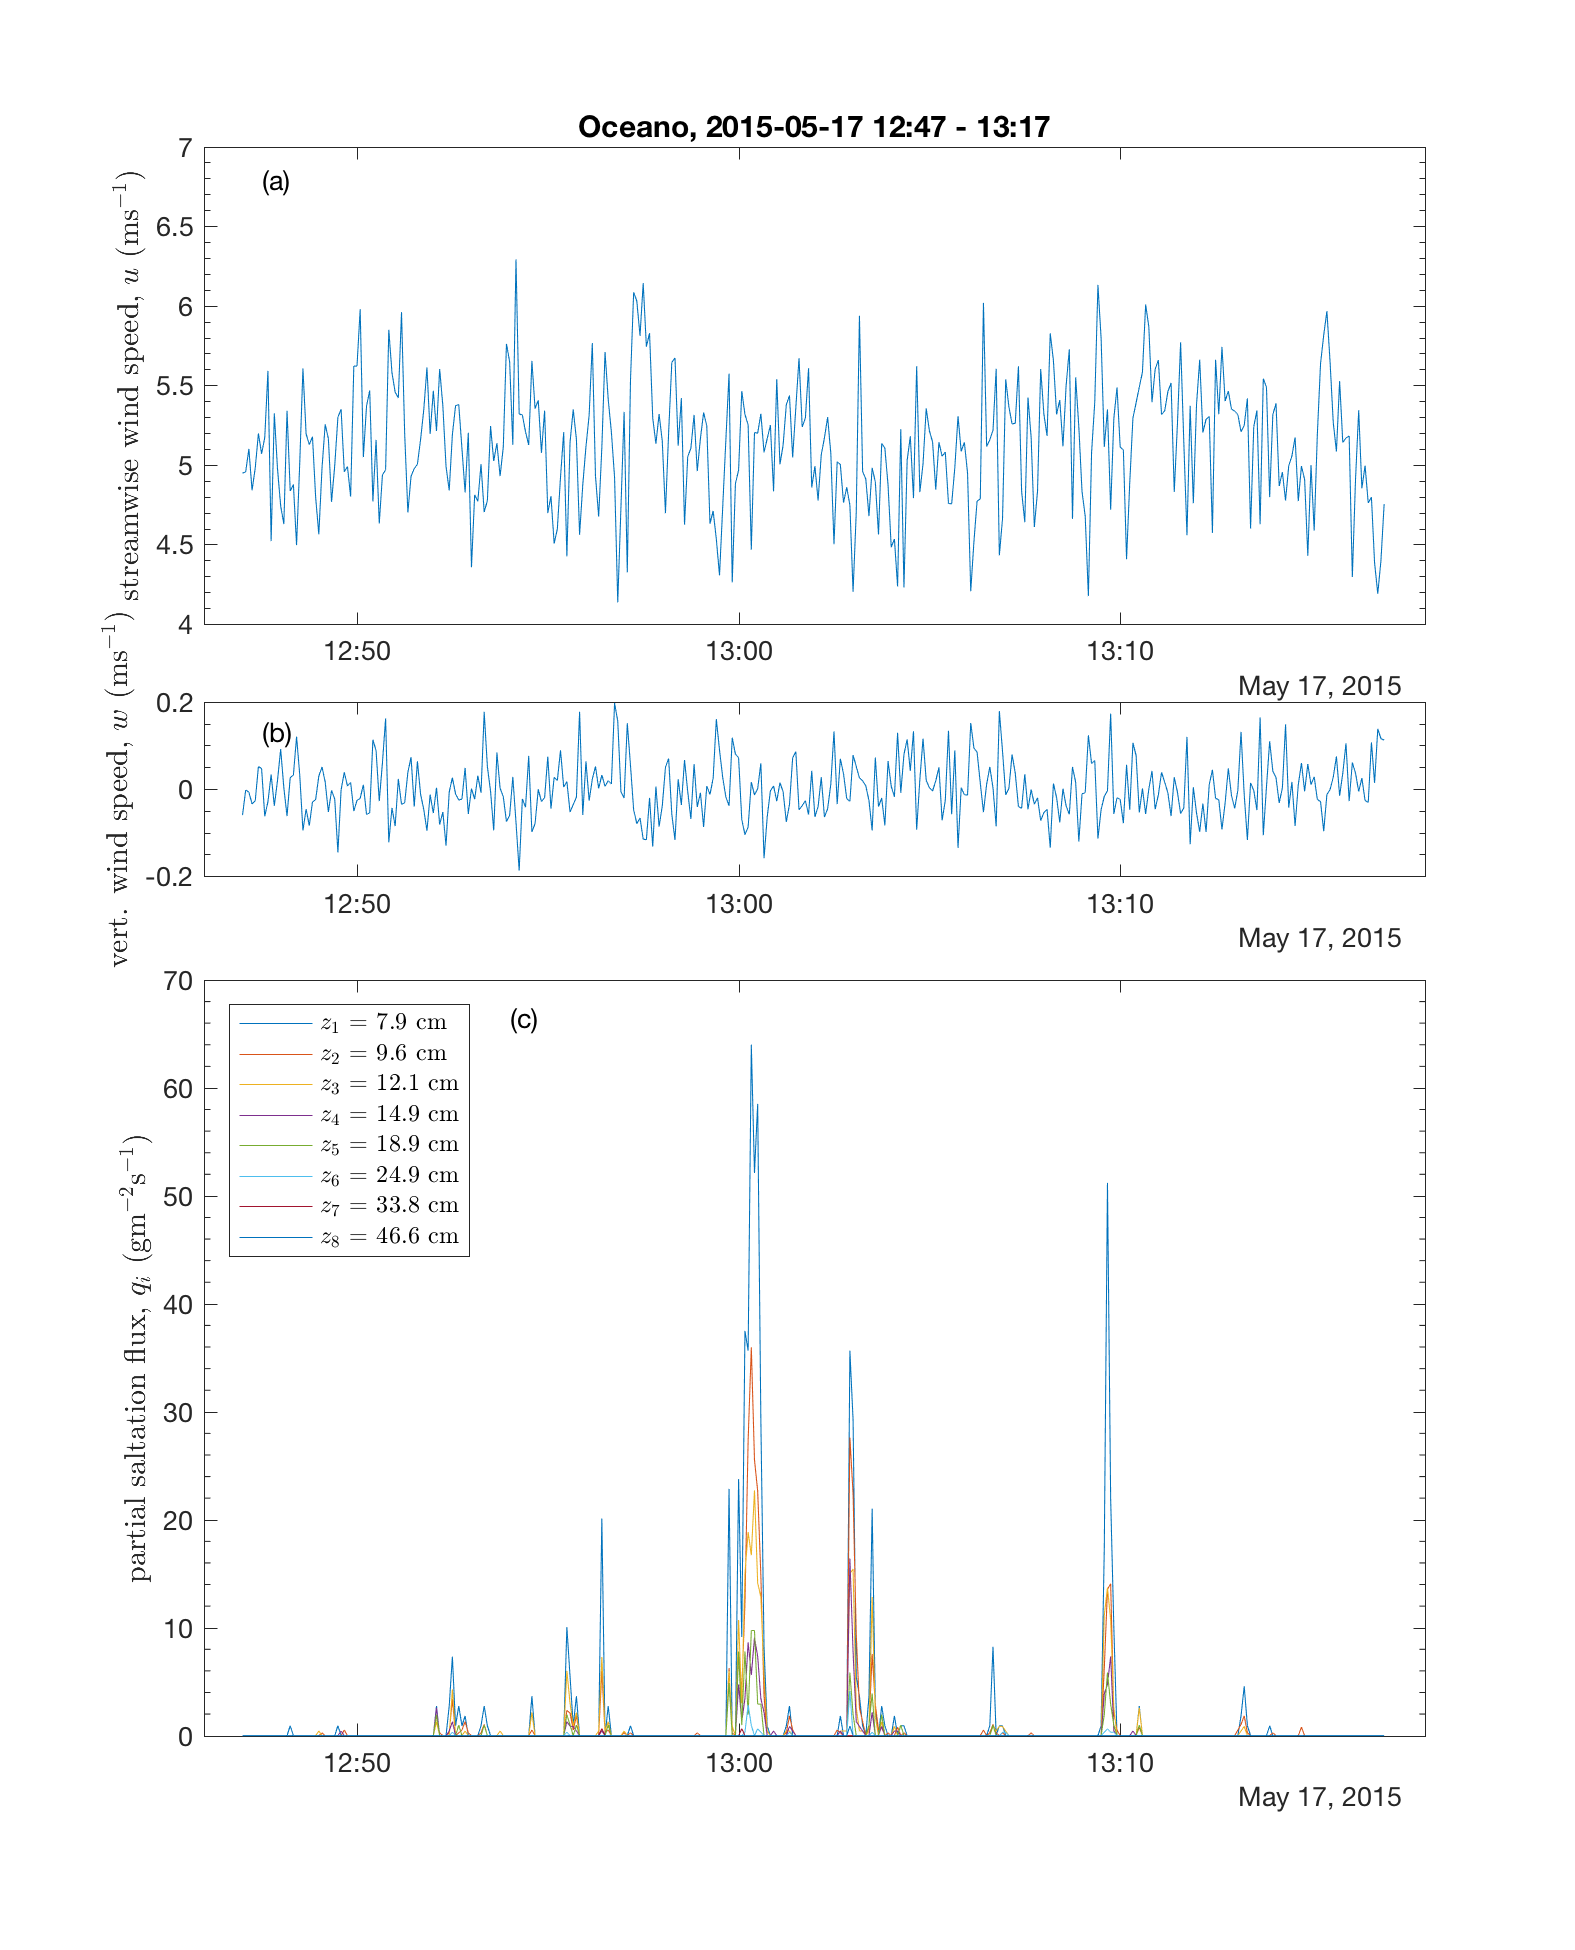 Oceano, 2015-05-17 12:47 - 13:17
(a)
streamwise wind speed, u (ms⁻¹)
7
6.5
6
5.5
5
4.5
4
12:50 13:00 13:10
May 17, 2015
(b)
vert. wind speed, w (ms⁻¹)
0.2
0
-0.2
12:50 13:00 13:10
May 17, 2015
(c)
partial saltation flux, qᵢ (gm⁻²s⁻¹)
70
60
50
40
30
20
10
0
z₁ = 7.9 cm
z₂ = 9.6 cm
z₃ = 12.1 cm
z₄ = 14.9 cm
z₅ = 18.9 cm
z₆ = 24.9 cm
z₇ = 33.8 cm
z₈ = 46.6 cm
12:50 13:00 13:10
May 17, 2015